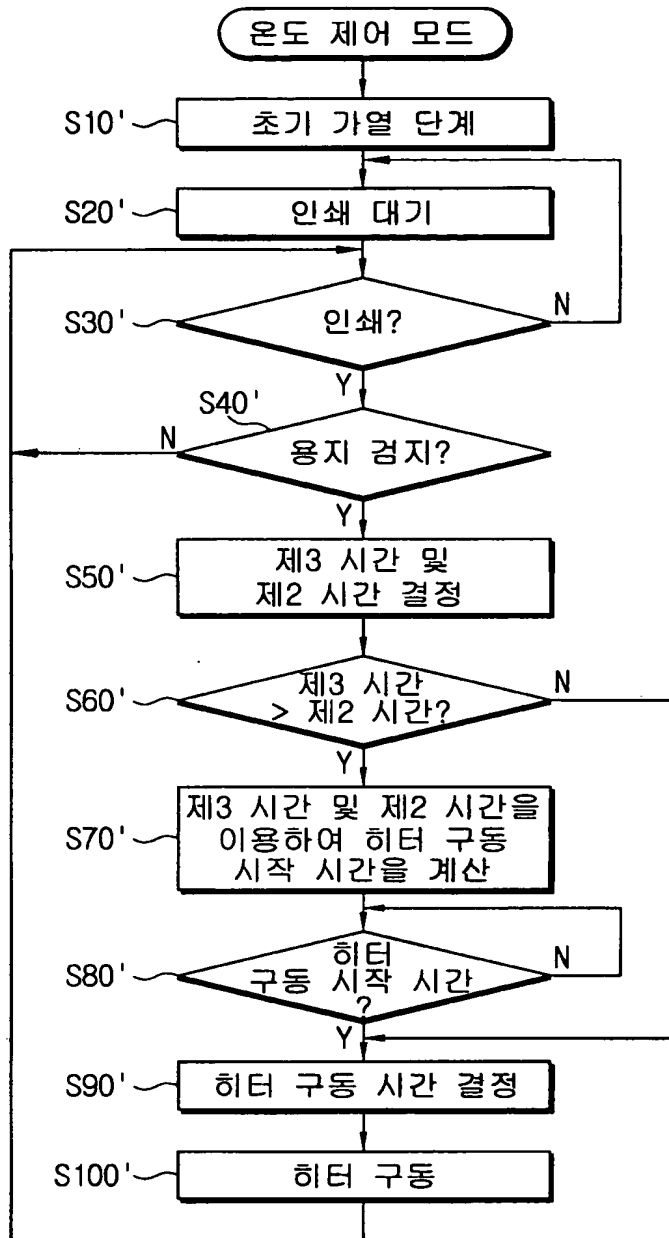 온도 제어 모드
S10'
초기 가열 단계
S20'
인쇄 대기
S30'
인쇄?
N
Y
S40'
N
용지 검지?
Y
S50'
제3 시간 및
제2 시간 결정
S60'
제3 시간
> 제2 시간?
N
Y
S70'
제3 시간 및 제2 시간을
이용하여 히터 구동
시작 시간을 계산
S80'
히터
구동 시작 시간
?
N
Y
S90'
히터 구동 시간 결정
S100'
히터 구동